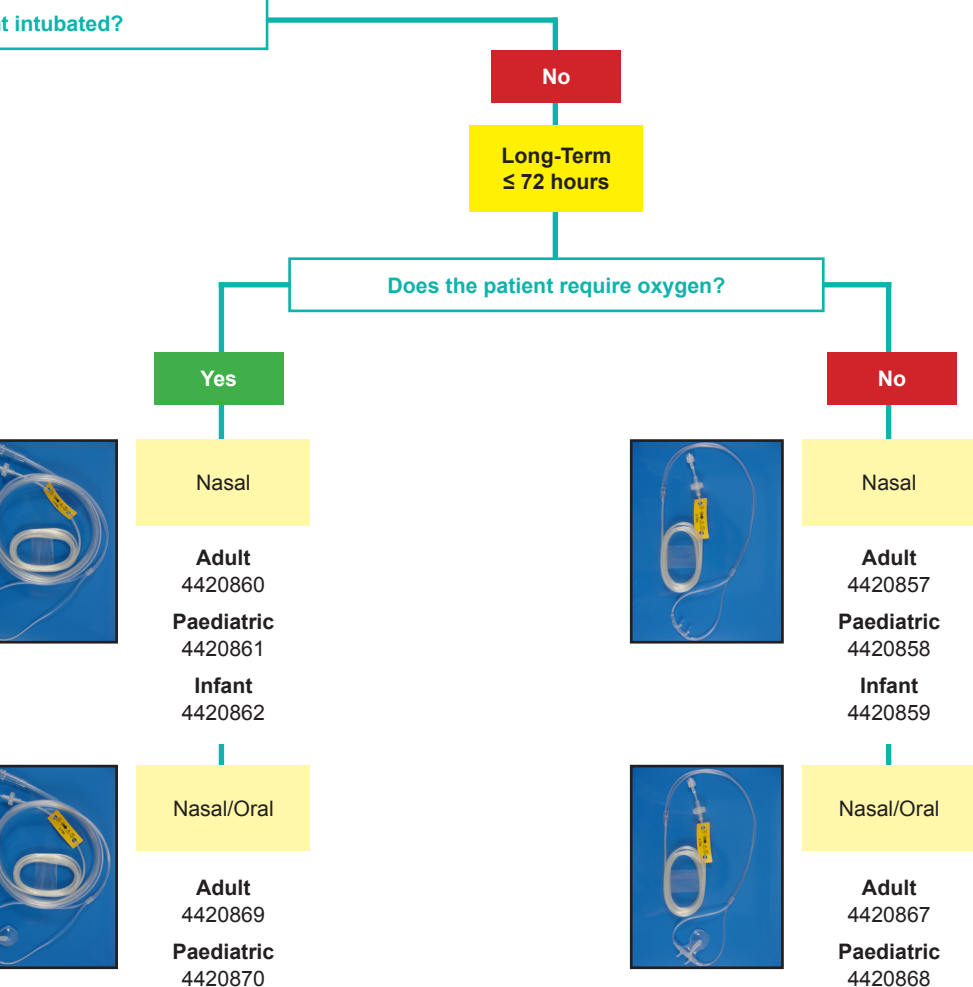 t intubated?
No
Long-Term
≤ 72 hours
Does the patient require oxygen?
Yes
Nasal
Adult
4420860
Paediatric
4420861
Infant
4420862
Nasal/Oral
Adult
4420869
Paediatric
4420870
No
Nasal
Adult
4420857
Paediatric
4420858
Infant
4420859
Nasal/Oral
Adult
4420867
Paediatric
4420868